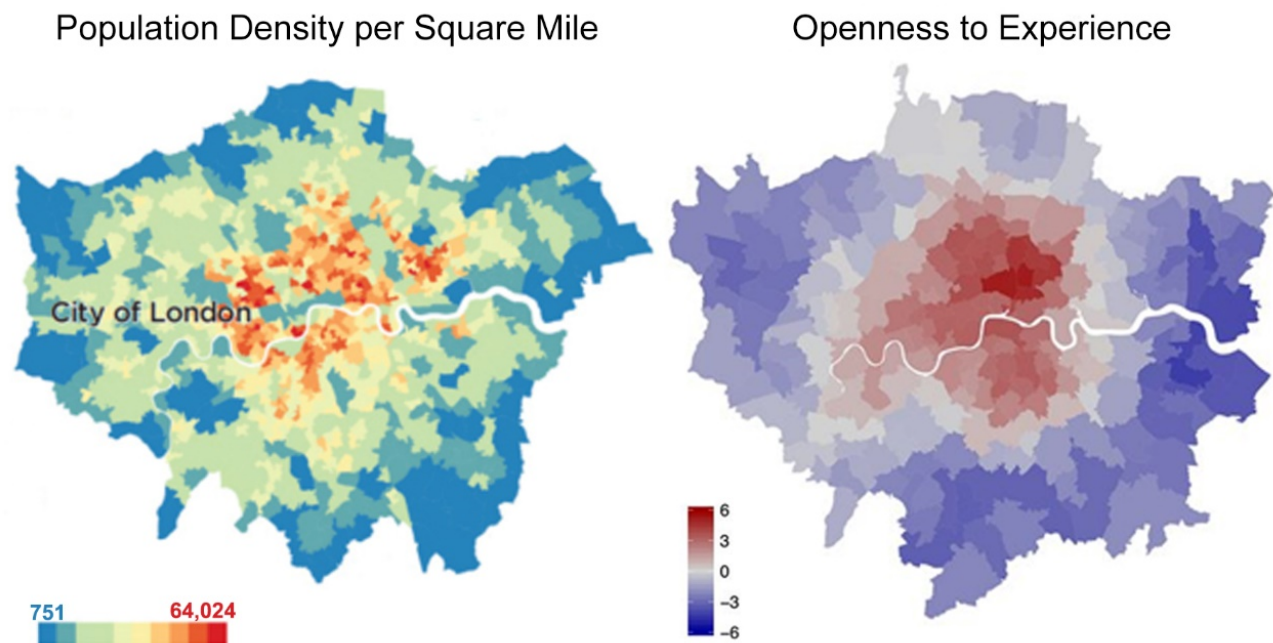 Population Density per Square Mile
Openness to Experience
City of London
751
64,024
6
3
0
−3
−6